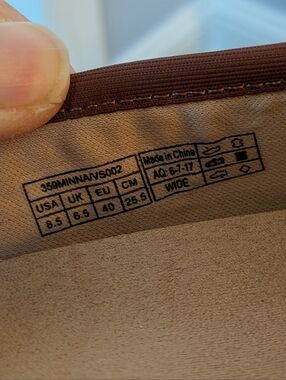 359MINNA/VS002
USA UK EU CM
8.5 6.5 40 25.5
Made in China
AQ. 6-7-17
WIDE